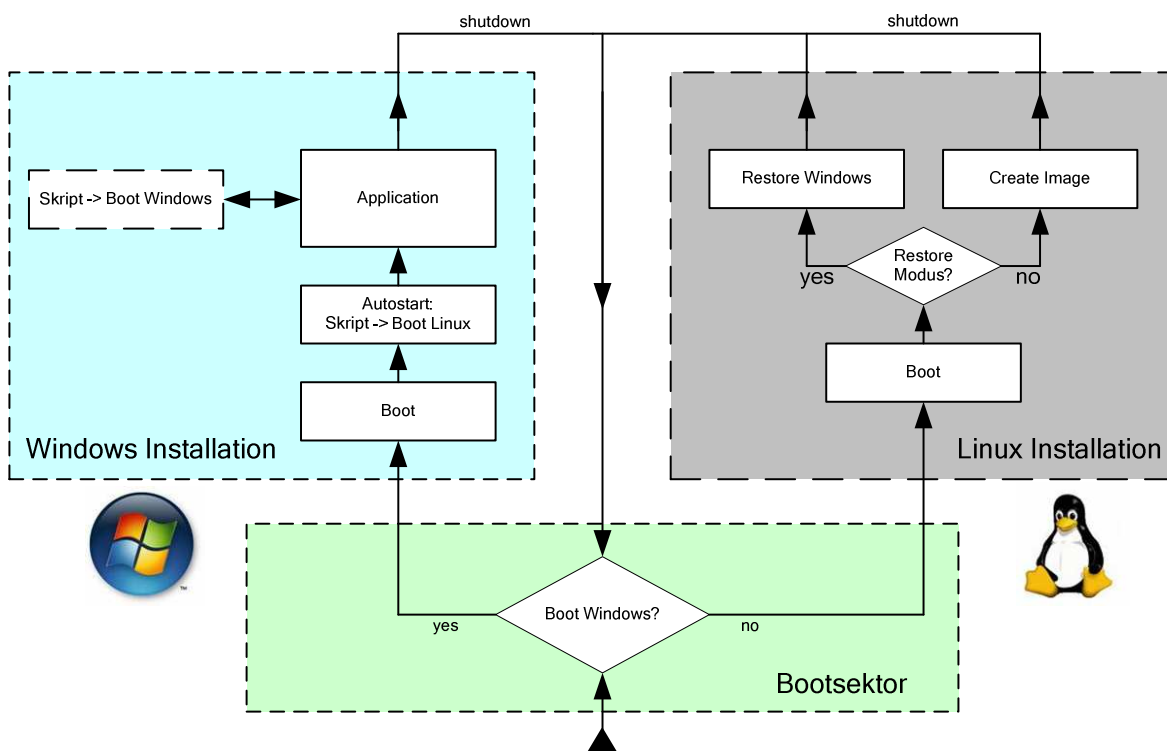 shutdown
shutdown
Skript -> Boot Windows
Application
Restore Windows
Create Image
Restore
Modus?
yes
no
Autostart:
Skript -> Boot Linux
Boot
Boot
Windows Installation
Linux Installation
TM
Boot Windows?
yes
no
Bootsektor